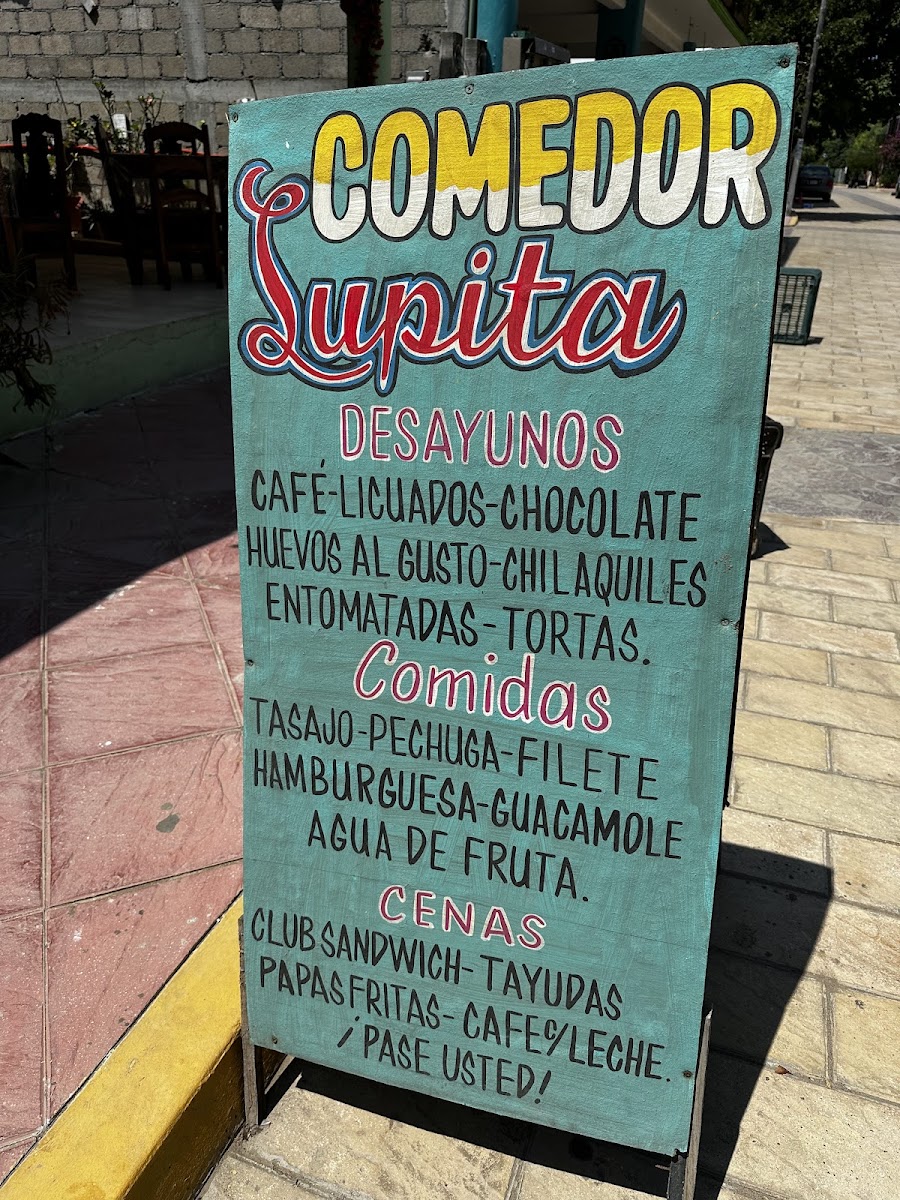 COMEDOR
Lupita
DESAYUNOS
CAFÉ-LICUADOS-CHOCOLATE
HUEVOS AL GUSTO-CHILAQUILES
ENTOMATADAS-TORTAS.
Comidas
TASAJO-PECHUGA-FILETE
HAMBURGUESA-GUACAMOLE
AGUA DE FRUTA.
CENAS
CLUB SANDWICH-TAYUDAS
PAPAS FRITAS-CAFE C/LECHE.
¡PASE USTED!